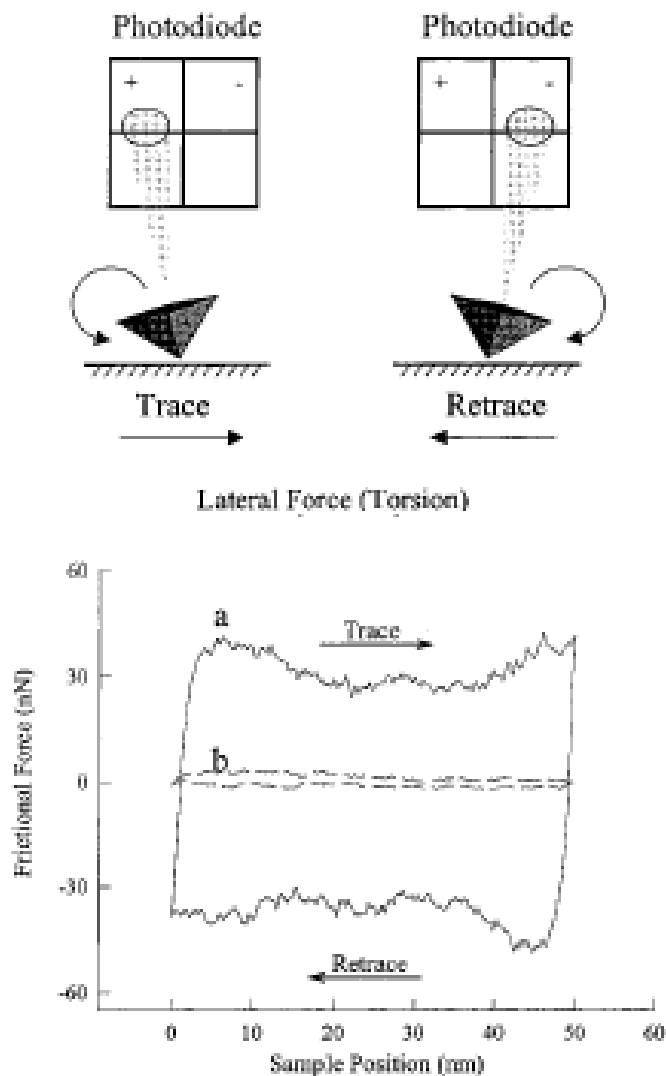 Photodiode Photodiode
+ - + -
Trace Retrace
Lateral Force (Torsion)
60
a
Trace
30
b
0
-30
Retrace
-60
Frictional Force (nN)
0 10 20 30 40 50 60
Sample Position (nm)